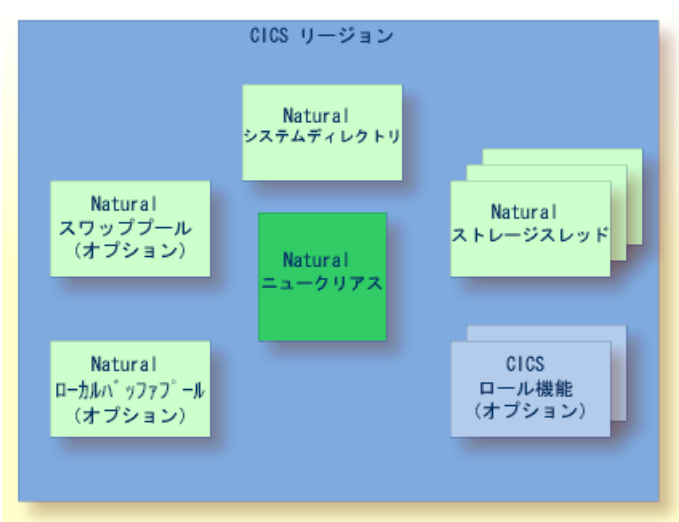 CICS リージョン
Natural
システムディレクトリ
Natural
スワッププール
(オプション)
Natural
ストレージスレッド
Natural
ニュークリアス
Natural
ﾛｰｶﾙﾊﾞｯﾌｧﾌﾟｰﾙ
(オプション)
CICS
ロール機能
(オプション)